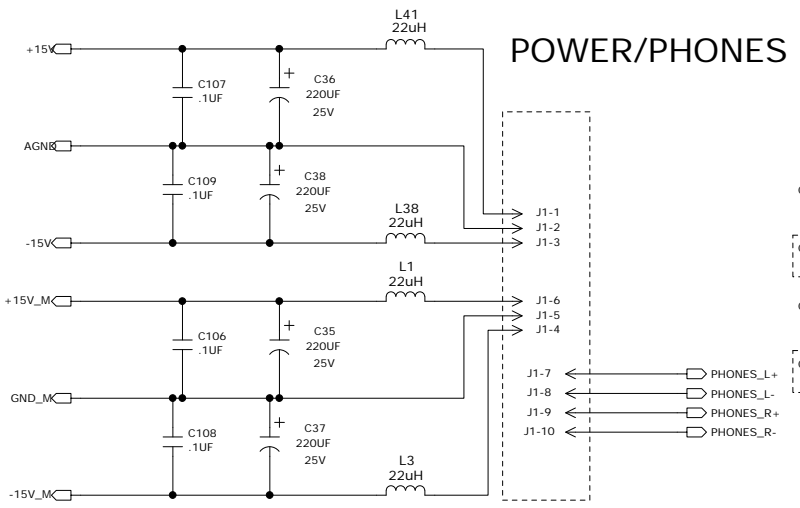 POWER/PHONES
L41
22uH
+15V
C107
.1UF
+
C36
220UF
25V
AGND
C109
.1UF
+
C38
220UF
25V
L38
22uH
-15V
J1-1
J1-2
J1-3
L1
22uH
+15V_M
C106
.1UF
+
C35
220UF
25V
J1-6
J1-5
J1-4
GND_M
C108
.1UF
+
C37
220UF
25V
L3
22uH
-15V_M
J1-7
PHONES_L+
J1-8
PHONES_L-
J1-9
PHONES_R+
J1-10
PHONES_R-